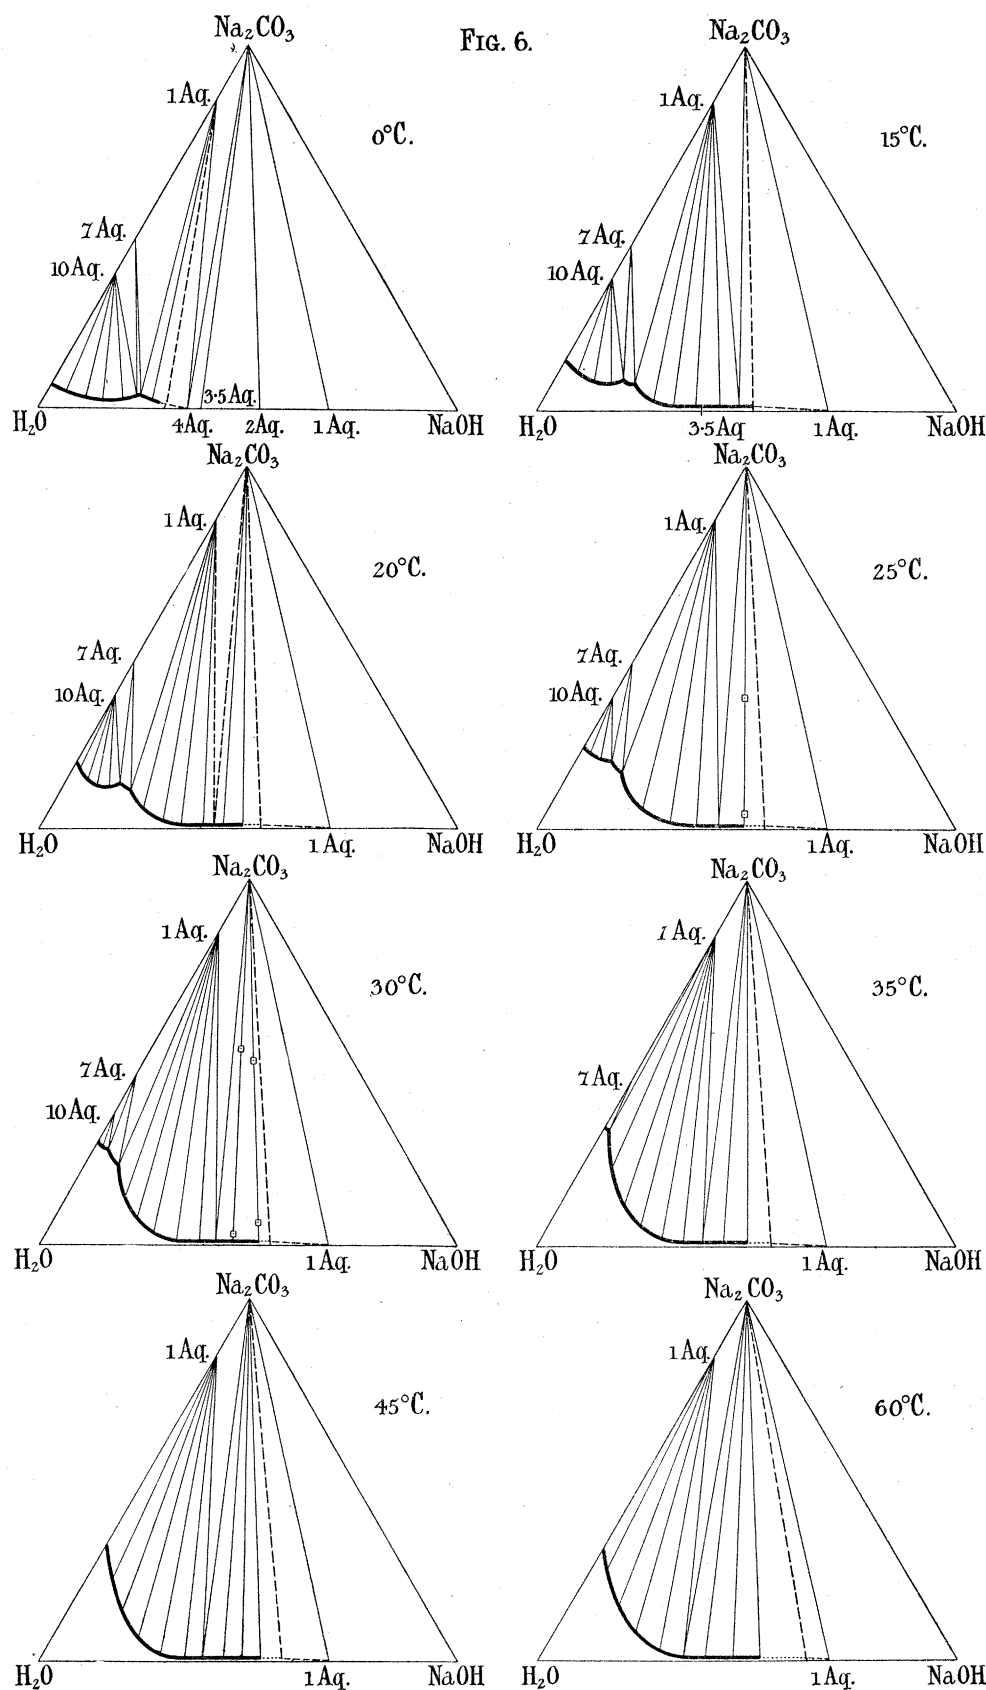 FIG. 6.
Na₂CO₃
1 Aq.
0°C.
7 Aq.
10 Aq.
3·5 Aq.
H₂O
4 Aq.
2 Aq.
1 Aq.
NaOH
Na₂CO₃
1 Aq.
15°C.
7 Aq.
10 Aq.
H₂O
3·5 Aq
1 Aq.
NaOH
Na₂CO₃
1 Aq.
20°C.
7 Aq.
10 Aq.
H₂O
1 Aq.
NaOH
Na₂CO₃
1 Aq.
25°C.
7 Aq.
10 Aq.
H₂O
1 Aq.
NaOH
Na₂CO₃
1 Aq.
30°C.
7 Aq.
10 Aq.
H₂O
1 Aq.
NaOH
Na₂CO₃
1 Aq.
35°C.
7 Aq.
H₂O
1 Aq.
NaOH
Na₂CO₃
1 Aq.
45°C.
H₂O
1 Aq.
NaOH
Na₂CO₃
1 Aq.
60°C.
H₂O
1 Aq.
NaOH